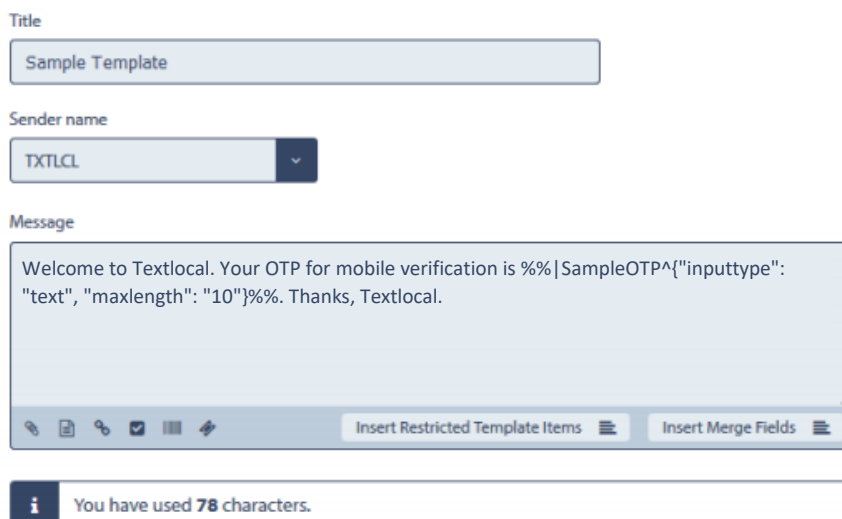 Title
Sample Template
Sender name
TXTLCL
Message
Welcome to Textlocal. Your OTP for mobile verification is %%|SampleOTP^{"inputtype":
"text", "maxlength": "10"}%%. Thanks, Textlocal.
Insert Restricted Template Items
Insert Merge Fields
i You have used 78 characters.